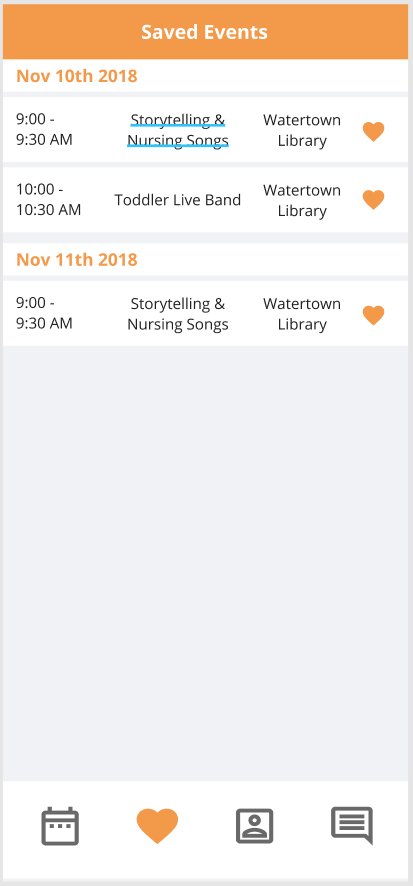 Saved Events
Nov 10th 2018
9:00 -
9:30 AM
Storytelling &
Nursing Songs
Watertown
Library
10:00 -
10:30 AM
Toddler Live Band
Watertown
Library
Nov 11th 2018
9:00 -
9:30 AM
Storytelling &
Nursing Songs
Watertown
Library